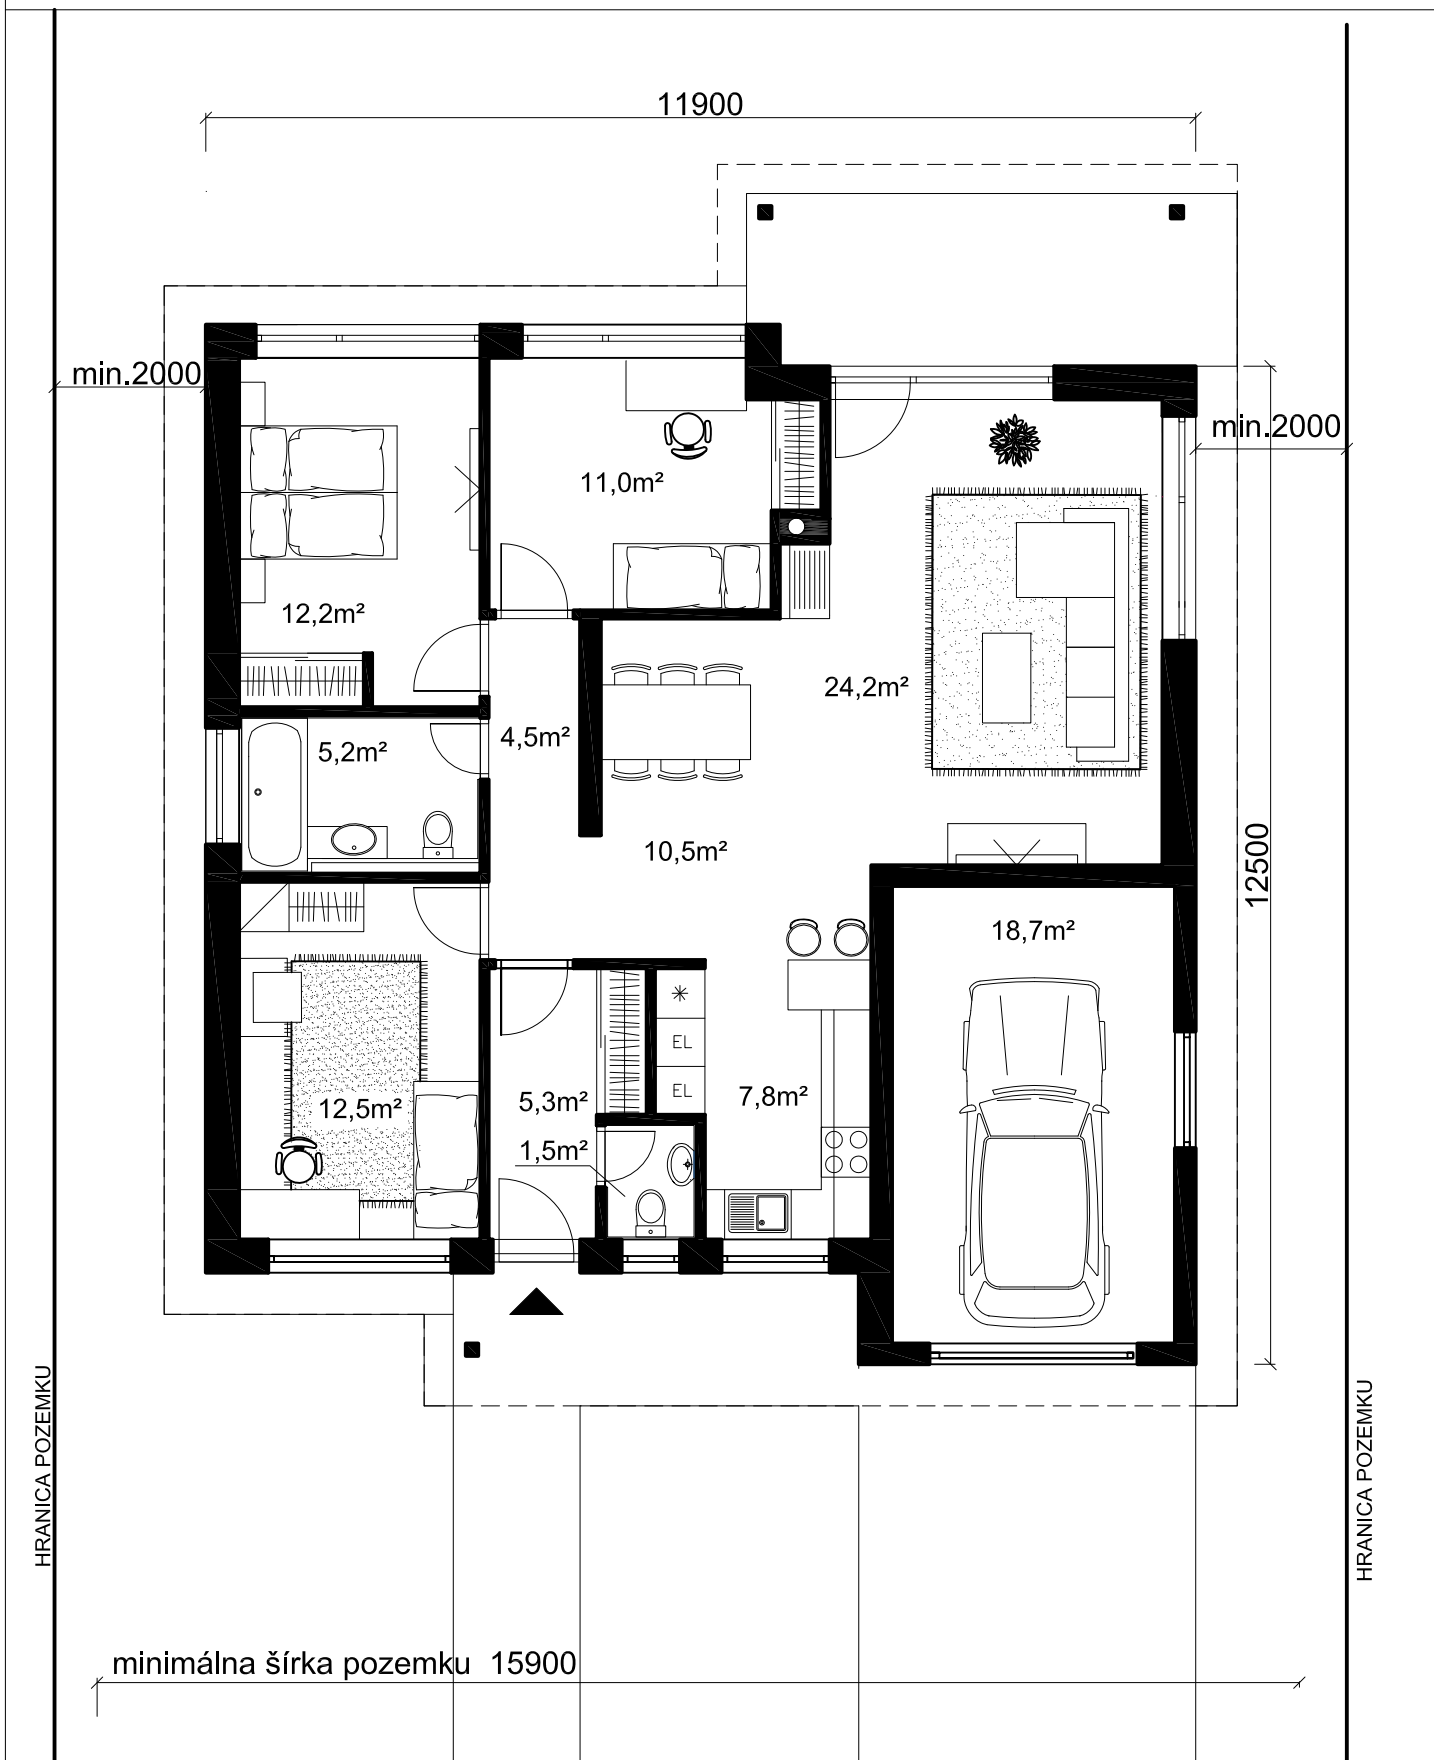 11900
min.2000
min.2000
11,0m²
12,2m²
24,2m²
4,5m²
5,2m²
10,5m²
12500
18,7m²
EL
EL
7,8m²
5,3m²
12,5m²
1,5m²
HRANICA POZEMKU
HRANICA POZEMKU
minimálna šírka pozemku 15900